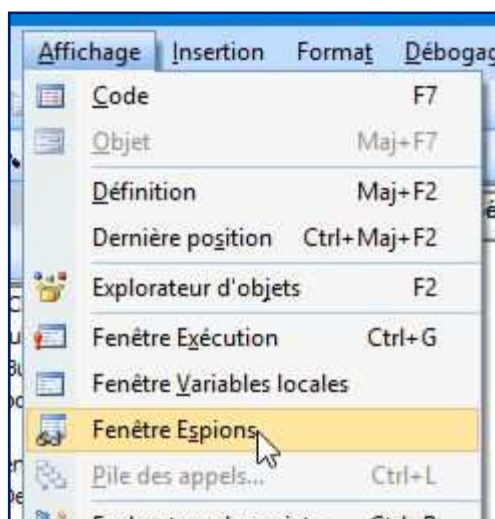 Affichage Insertion Format
Code F7
Objet Maj+F7
Définition Maj+F2
Dernière position Ctrl+Maj+F2
Explorateur d'objets F2
Fenêtre Exécution Ctrl+G
Fenêtre Variables locales
Fenêtre Espions
Pile des appels... Ctrl+L